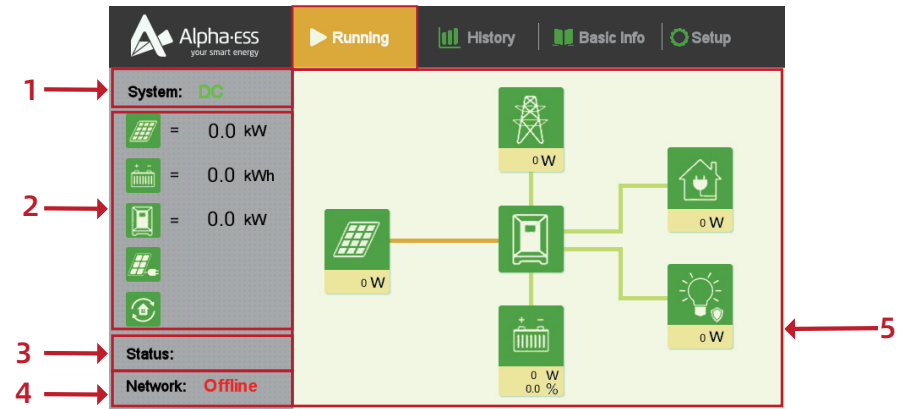 Alpha·ESS
your smart energy
Running
History
Basic Info
Setup
1
System: DC
2
= 0.0 kW
= 0.0 kWh
= 0.0 kW
3
Status:
4
Network: Offline
0 W
0 W
0 W
0 W
0 W
0.0 %
5